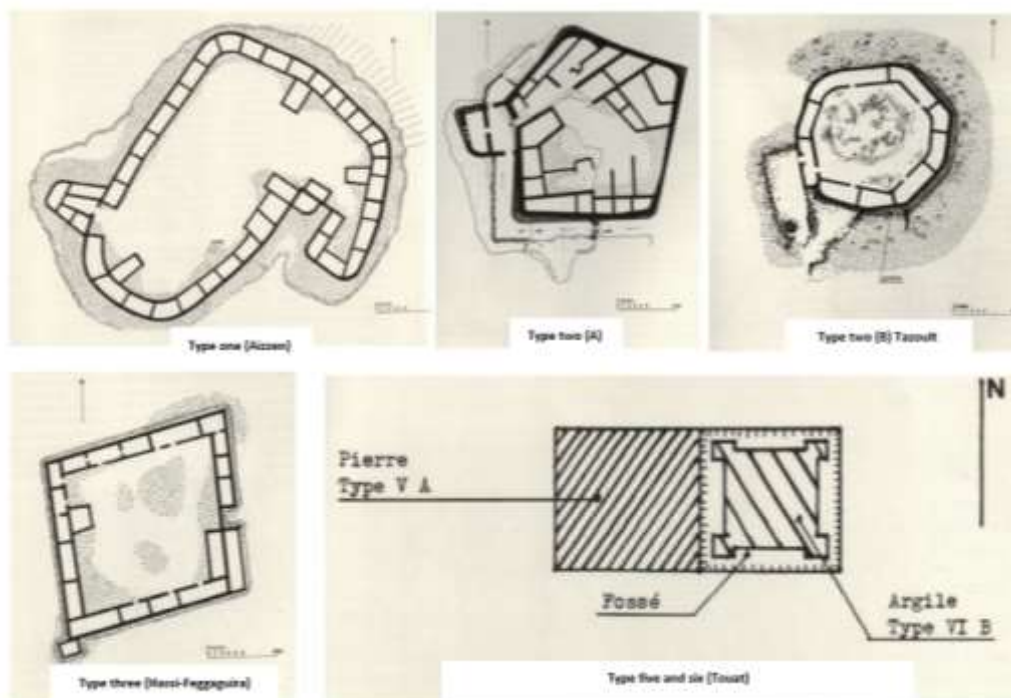 Type one (Aizzen)
Type two (A)
Type two (B) Tazoult
Type three (Hassi-Feggaguira)
N
Pierre
Type V A
Fossé
Argile
Type VI B
Type five and six (Touat)